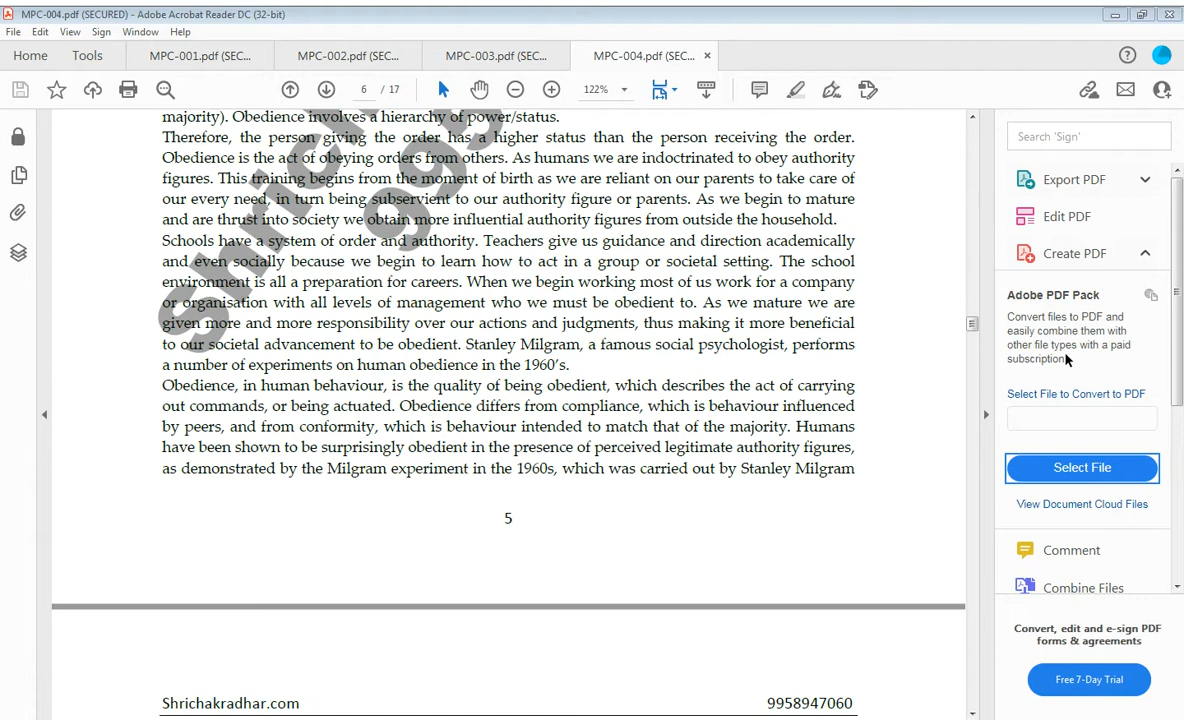 MPC-004.pdf (SECURED) - Adobe Acrobat Reader DC (32-bit)
File Edit View Sign Window Help
Home Tools MPC-001.pdf (SEC... MPC-002.pdf (SEC... MPC-003.pdf (SEC... MPC-004.pdf (SEC... ×
6 / 17 122%
majority). Obedience involves a hierarchy of power/status.
Therefore, the person giving the order has a higher status than the person receiving the order.
Obedience is the act of obeying orders from others. As humans we are indoctrinated to obey authority
figures. This training begins from the moment of birth as we are reliant on our parents to take care of
our every need, in turn being subservient to our authority figure or parents. As we begin to mature
and are thrust into society we obtain more influential authority figures from outside the household.
Schools have a system of order and authority. Teachers give us guidance and direction academically
and even socially because we begin to learn how to act in a group or societal setting. The school
environment is all a preparation for careers. When we begin working most of us work for a company
or organisation with all levels of management who we must be obedient to. As we mature we are
given more and more responsibility over our actions and judgments, thus making it more beneficial
to our societal advancement to be obedient. Stanley Milgram, a famous social psychologist, performs
a number of experiments on human obedience in the 1960's.
Obedience, in human behaviour, is the quality of being obedient, which describes the act of carrying
out commands, or being actuated. Obedience differs from compliance, which is behaviour influenced
by peers, and from conformity, which is behaviour intended to match that of the majority. Humans
have been shown to be surprisingly obedient in the presence of perceived legitimate authority figures,
as demonstrated by the Milgram experiment in the 1960s, which was carried out by Stanley Milgram
5
Shrichakradhar.com 9958947060
Shrich
995
Search 'Sign'
Export PDF
Edit PDF
Create PDF
Adobe PDF Pack
Convert files to PDF and
easily combine them with
other file types with a paid
subscription.
Select File to Convert to PDF
Select File
View Document Cloud Files
Comment
Combine Files
Convert, edit and e-sign PDF
forms & agreements
Free 7-Day Trial